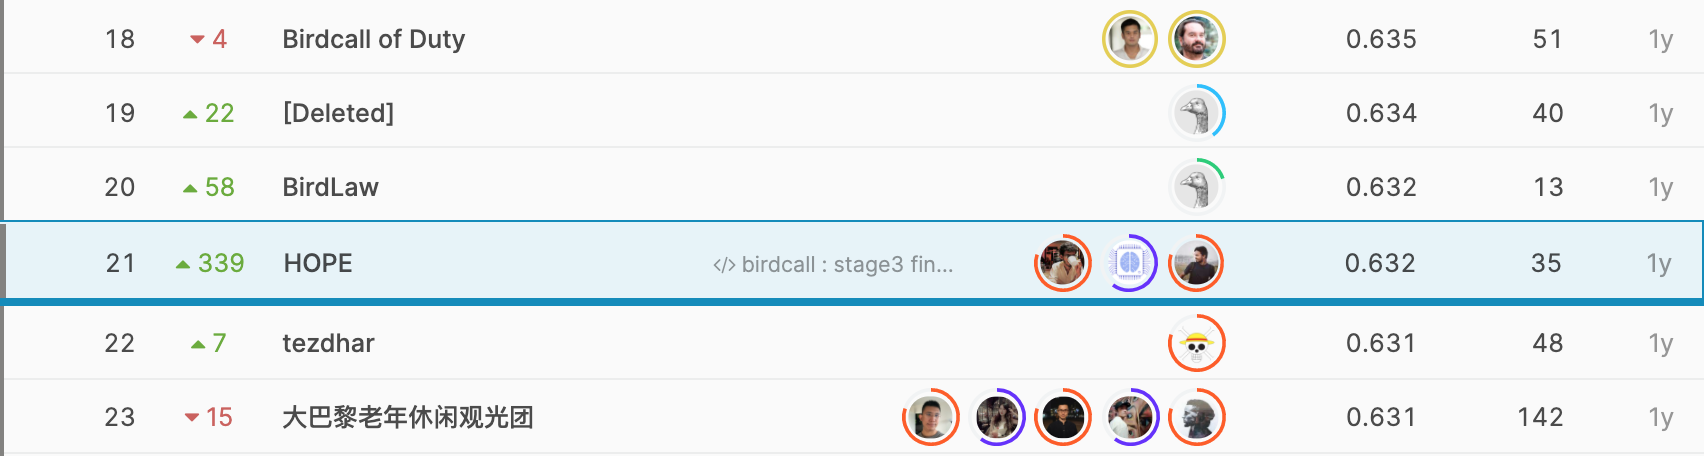 18 4 Birdcall of Duty 0.635 51 1y
19 22 [Deleted] 0.634 40 1y
20 58 BirdLaw 0.632 13 1y
21 339 HOPE </> birdcall : stage3 fin... 0.632 35 1y
22 7 tezdhar 0.631 48 1y
23 15 大巴黎老年休闲观光团 0.631 142 1y